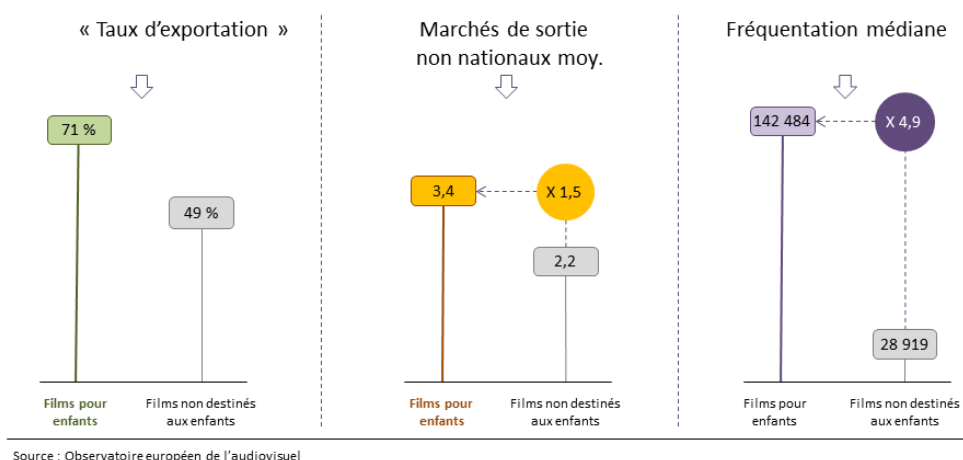 « Taux d'exportation »
71 %
49 %
Films pour
enfants
Films non destinés
aux enfants
Marchés de sortie
non nationaux moy.
3,4
X 1,5
2,2
Films pour
enfants
Films non destinés
aux enfants
Fréquentation médiane
142 484
X 4,9
28 919
Films pour
enfants
Films non destinés
aux enfants
Source : Observatoire européen de l'audiovisuel